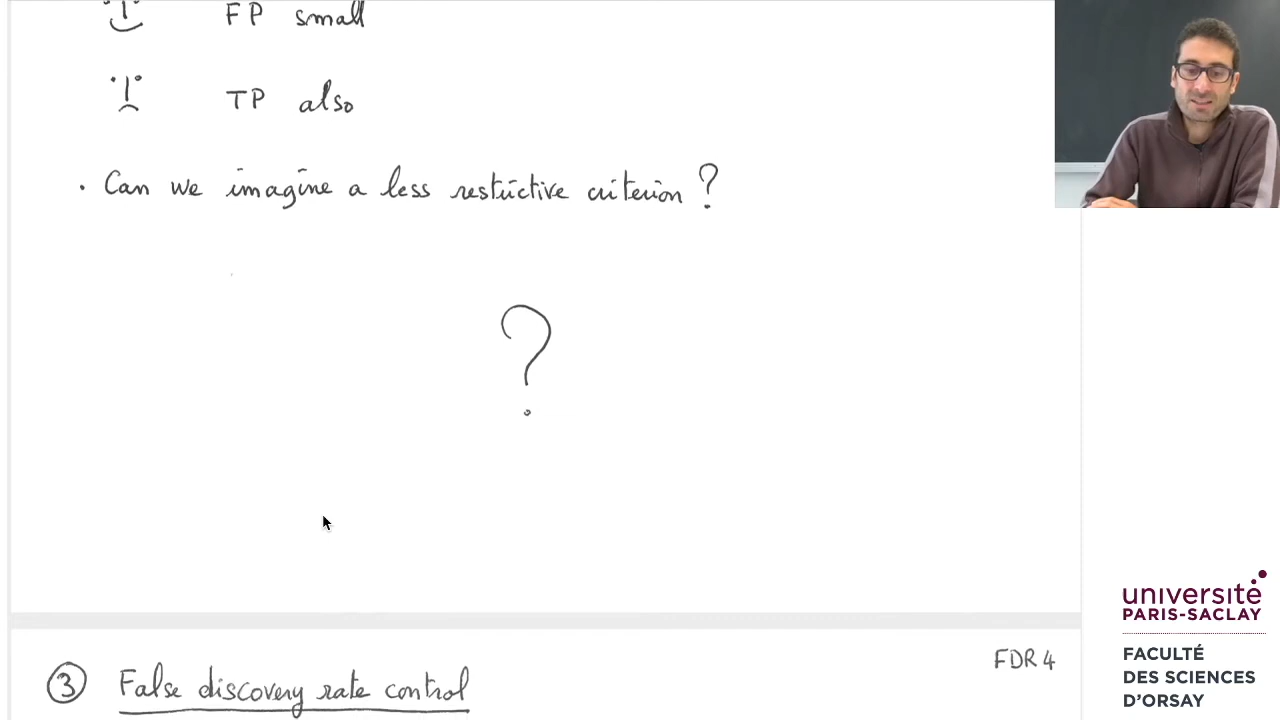 FP small
TP also
. Can we imagine a less restrictive criterion ?
?
FDR 4
3 False discovery rate control
université
PARIS-SACLAY
FACULTÉ
DES SCIENCES
D'ORSAY